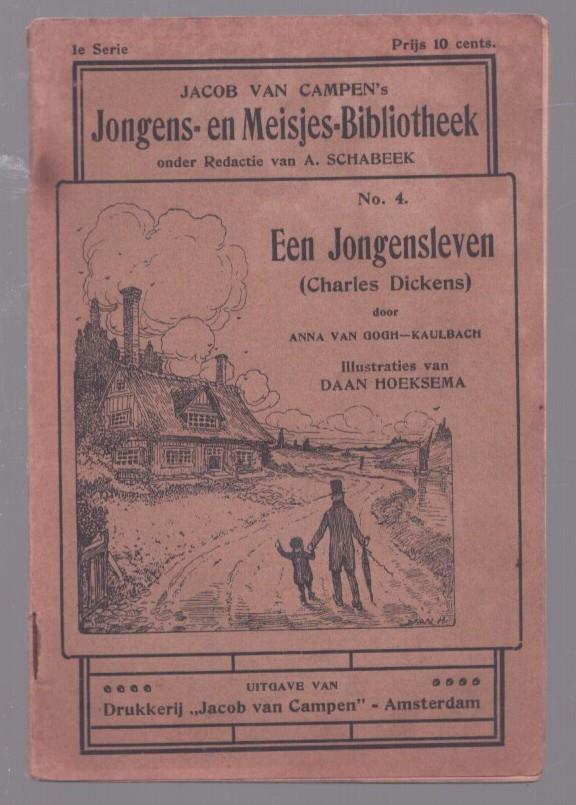 1e Serie
Prijs 10 cents.
JACOB VAN CAMPEN's
Jongens- en Meisjes-Bibliotheek
onder Redactie van A. SCHABEEK
No. 4.
Een Jongensleven
(Charles Dickens)
door
ANNA VAN GOGH—KAULBACH
Illustraties van
DAAN HOEKSEMA
DAAN H.
UITGAVE VAN
Drukkerij „Jacob van Campen" - Amsterdam